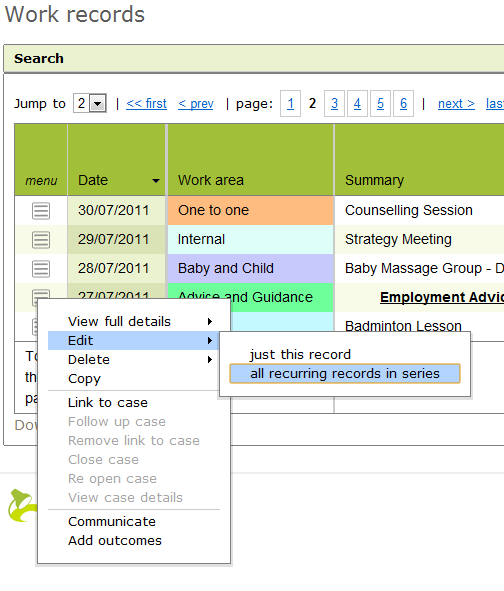 Work records
Search
Jump to 2 | << first < prev | page: 1 2 3 4 5 6 | next > las
menu Date Work area Summary
30/07/2011 One to one Counselling Session
29/07/2011 Internal Strategy Meeting
28/07/2011 Baby and Child Baby Massage Group - D
27/07/2011 Advice and Guidance Employment Advic
Badminton Lesson
View full details
Edit
Delete
Copy
Link to case
Follow up case
Remove link to case
Close case
Re open case
View case details
Communicate
Add outcomes
just this record
all recurring records in series
To
th
pa
Dow